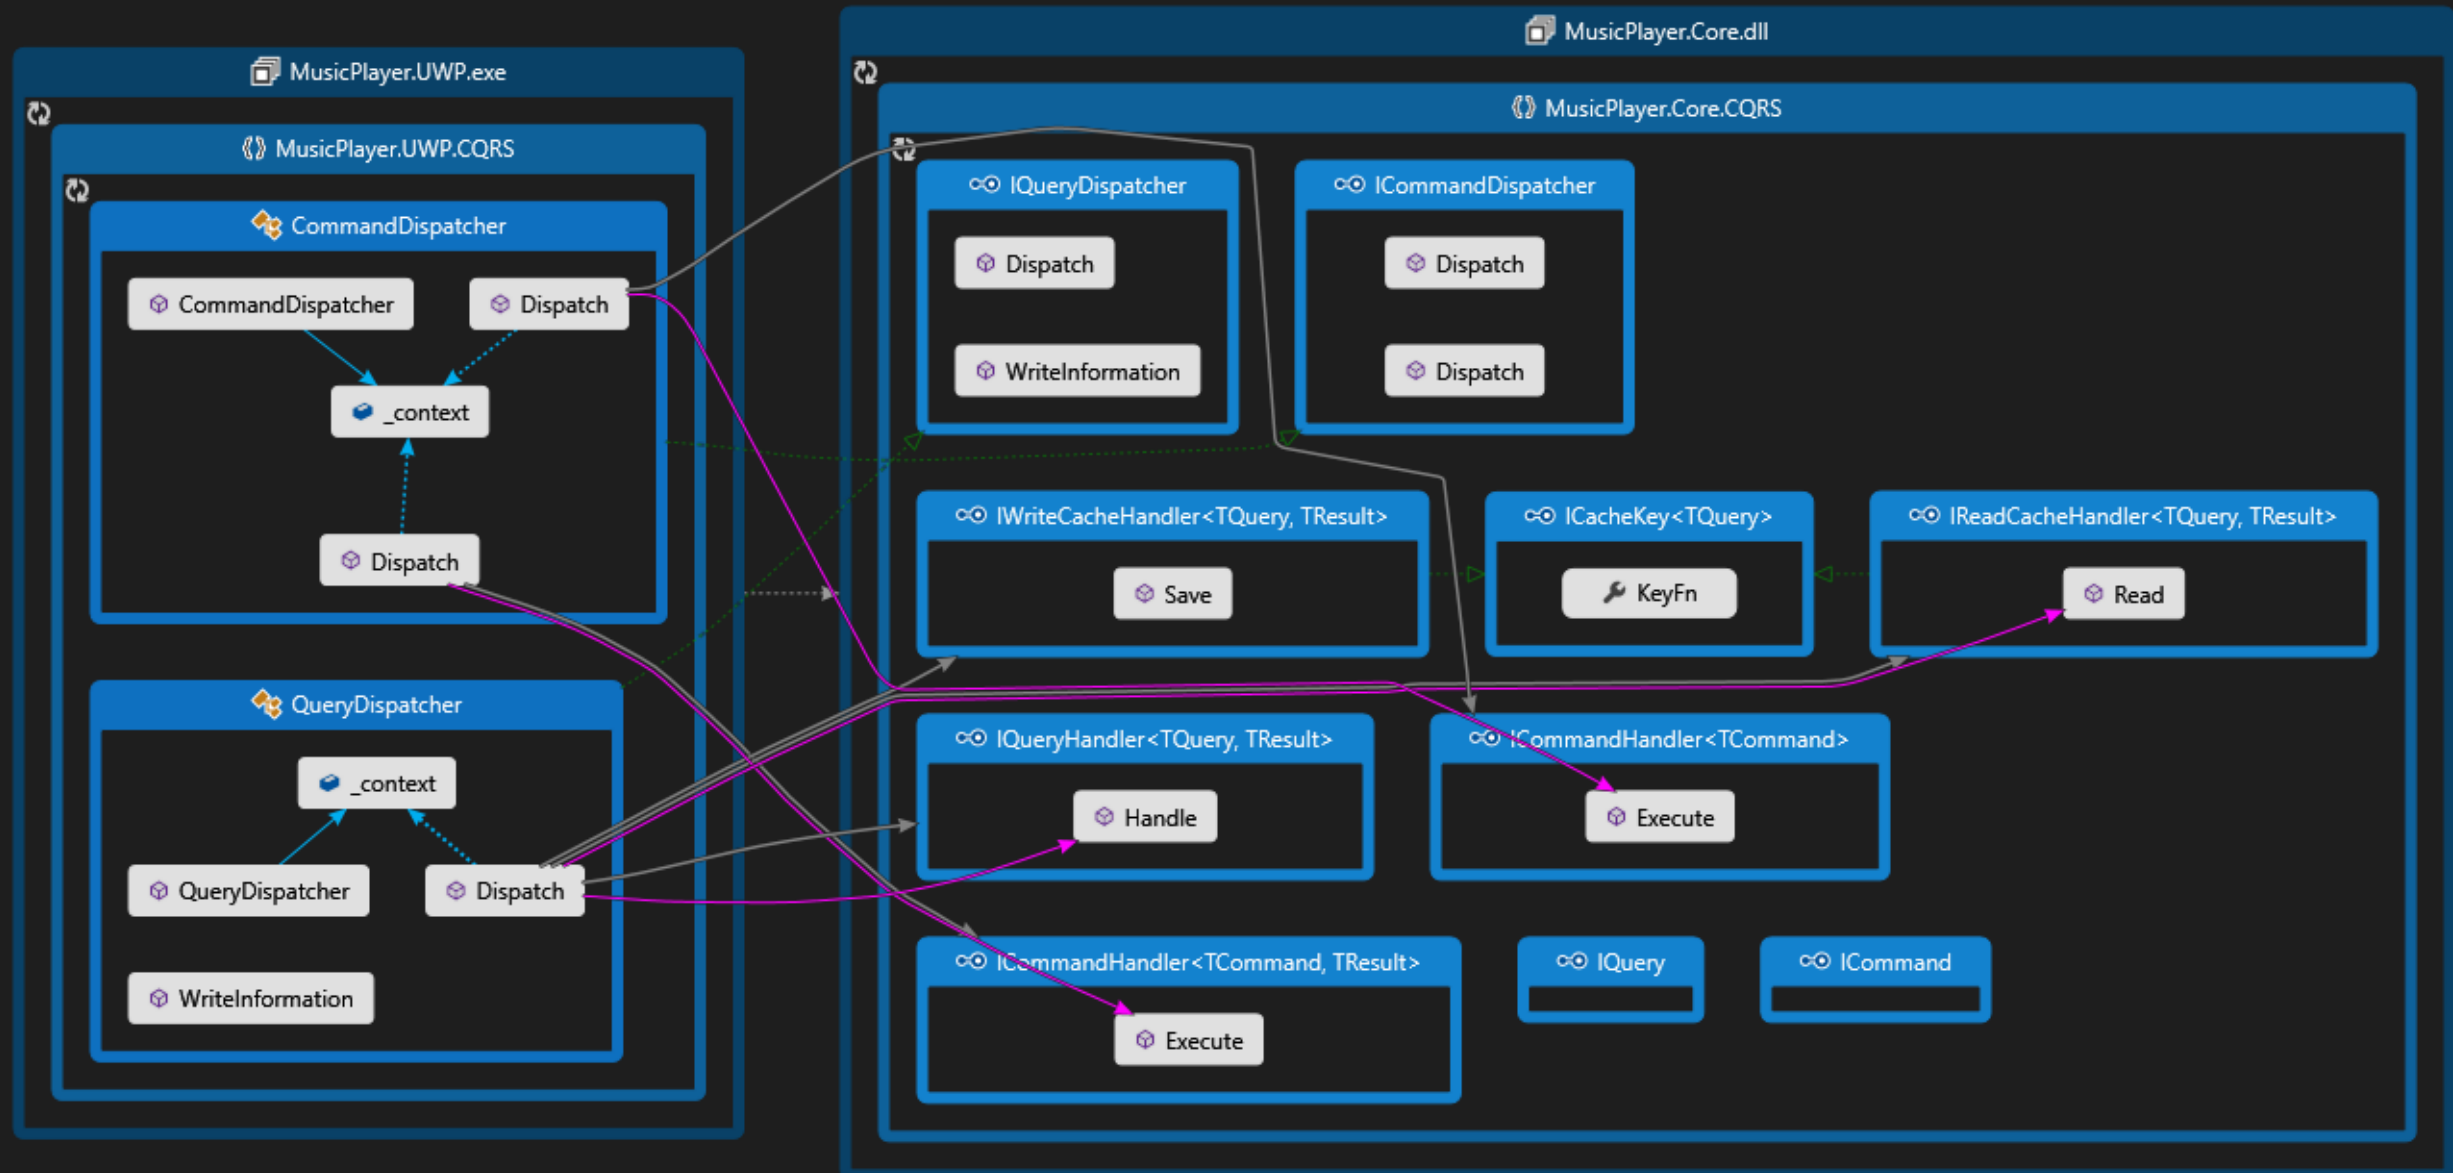 MusicPlayer.UWP.exe
MusicPlayer.UWP.CQRS
CommandDispatcher
CommandDispatcher
Dispatch
_context
Dispatch
QueryDispatcher
_context
QueryDispatcher
Dispatch
WriteInformation
MusicPlayer.Core.dll
MusicPlayer.Core.CQRS
IQueryDispatcher
Dispatch
WriteInformation
ICommandDispatcher
Dispatch
Dispatch
IWriteCacheHandler<TQuery, TResult>
Save
ICacheKey<TQuery>
KeyFn
IReadCacheHandler<TQuery, TResult>
Read
IQueryHandler<TQuery, TResult>
Handle
ICommandHandler<TCommand>
Execute
ICommandHandler<TCommand, TResult>
Execute
IQuery
ICommand